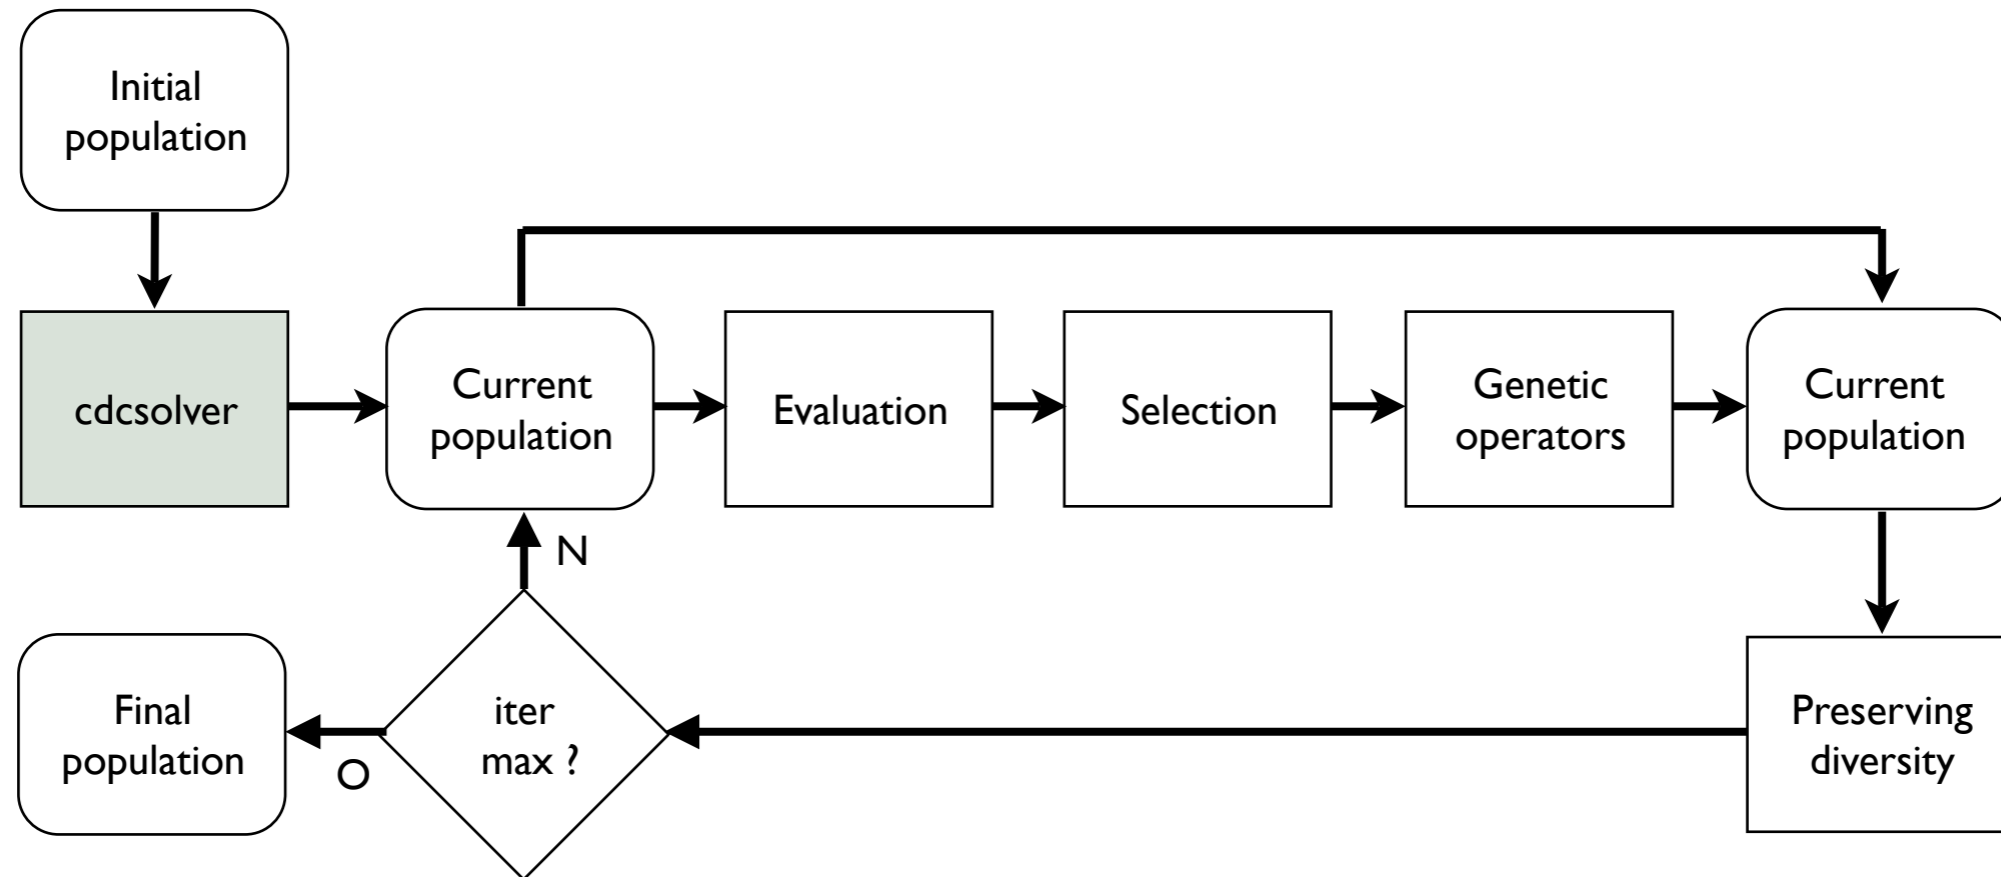 Initial
population
cdcsolver
Current
population
Evaluation
Selection
Genetic
operators
Current
population
N
Final
population
O
iter
max ?
Preserving
diversity